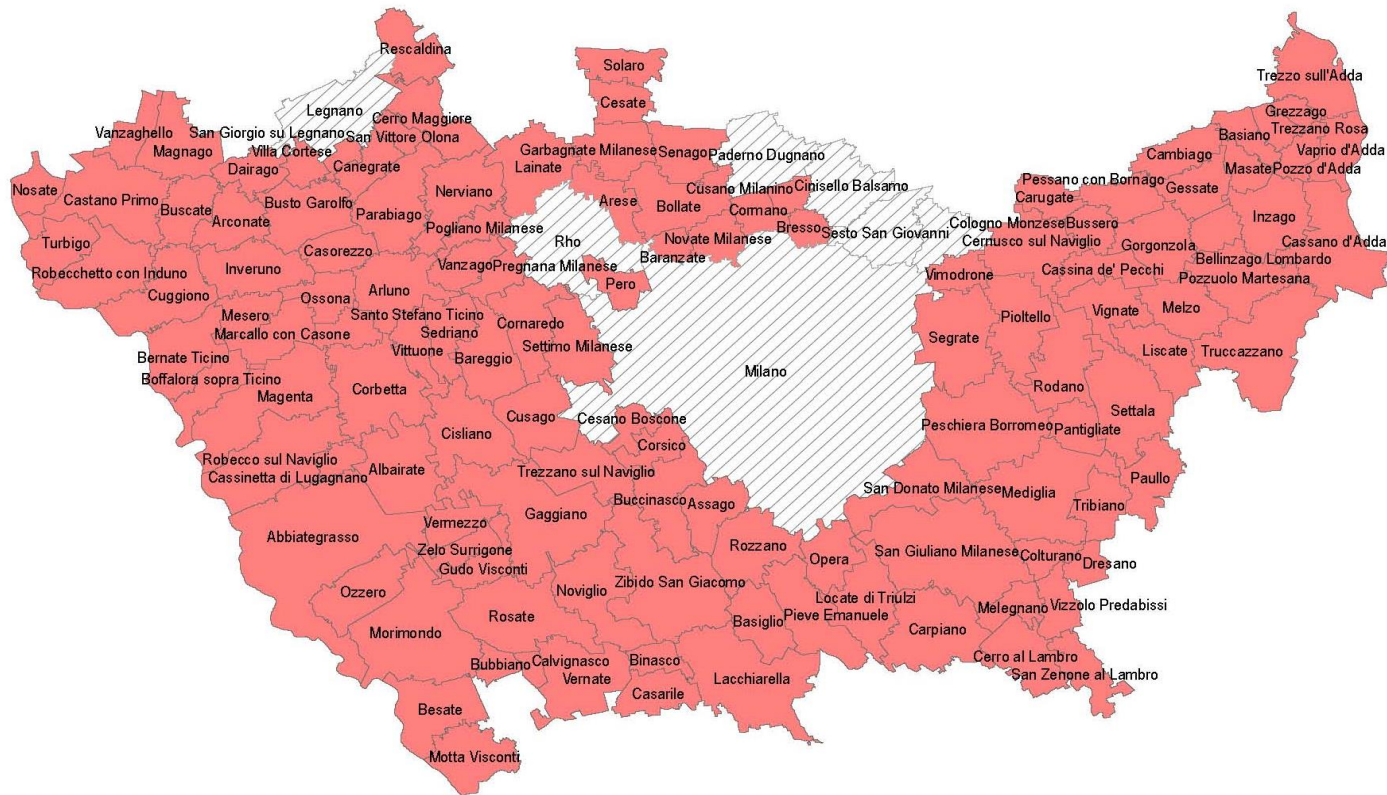 Rescaldina
Solaro
Trezzo sull'Adda
Cesate
Legnano
Grezzago
Cerro Maggiore
Vanzaghello
San Giorgio su Legnano
San Vittore Olona
Basiano
Trezzano Rosa
Magnago
Villa Cortese
Garbagnate Milanese
Senago
Paderno Dugnano
Cambiago
Vaprio d'Adda
Dairago
Canegrate
Lainate
Masate
Pozzo d'Adda
Nosate
Castano Primo
Nerviano
Cusano Milanino
Cinisello Balsamo
Pessano con Bornago
Gessate
Buscate
Busto Garolfo
Arese
Bollate
Carugate
Arconate
Parabiago
Cormano
Inzago
Pogliano Milanese
Bresso
Sesto San Giovanni
Cologno Monzese
Bussero
Turbigo
Casorezzo
Rho
Novate Milanese
Cernusco sul Naviglio
Gorgonzola
Cassano d'Adda
Robecchetto con Induno
Inveruno
Vanzago
Pregnana Milanese
Baranzate
Vimodrone
Cassina de' Pecchi
Bellinzago Lombardo
Cuggiono
Arluno
Pero
Pozzuolo Martesana
Ossona
Mesero
Santo Stefano Ticino
Cornaredo
Pioltello
Vignate
Melzo
Marcallo con Casone
Sedriano
Settimo Milanese
Segrate
Bernate Ticino
Vittuone
Bareggio
Liscate
Truccazzano
Boffalora sopra Ticino
Milano
Magenta
Corbetta
Rodano
Cusago
Cesano Boscone
Settala
Cisliano
Corsico
Peschiera Borromeo
Pantigliate
Robecco sul Naviglio
Albairate
Trezzano sul Naviglio
Cassinetta di Lugagnano
Paullo
San Donato Milanese
Mediglia
Buccinasco
Assago
Tribiano
Gaggiano
Vermezzo
Abbiategrasso
Zelo Surrigone
Rozzano
Opera
San Giuliano Milanese
Colturano
Gudo Visconti
Dresano
Ozzero
Noviglio
Zibido San Giacomo
Locate di Triulzi
Melegnano
Vizzolo Predabissi
Rosate
Basiglio
Pieve Emanuele
Morimondo
Carpiano
Bubbiano
Calvignasco
Binasco
Cerro al Lambro
Vernate
Lacchiarella
San Zenone al Lambro
Casarile
Besate
Motta Visconti